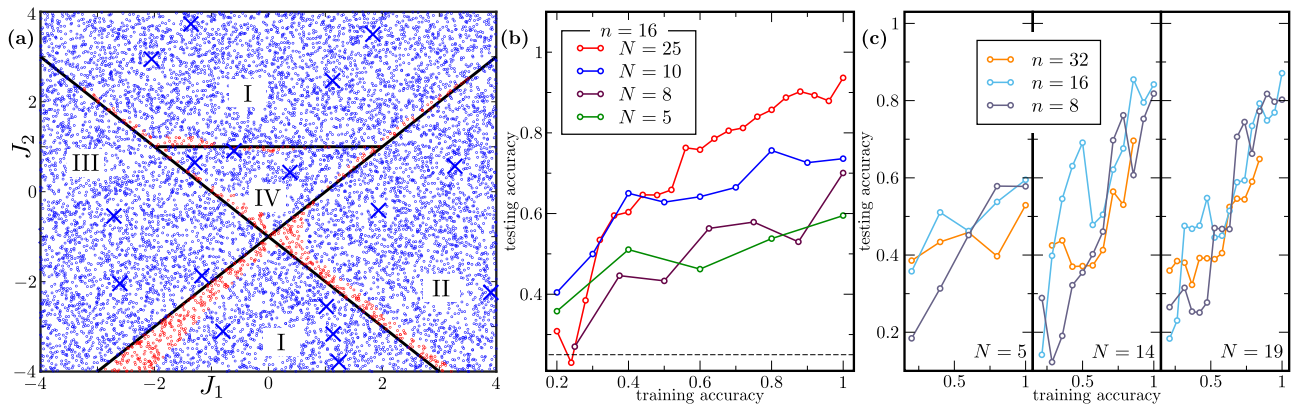 (a)
4
2
0
−2
−4
J2
I
III
IV
II
I
−4
−2
0
2
4
J1
(b)
n = 16
N = 25
N = 10
N = 8
N = 5
1
0.8
0.6
0.4
testing accuracy
0.2
0.4
0.6
0.8
1
training accuracy
(c)
n = 32
n = 16
n = 8
1
0.8
0.6
0.4
0.2
testing accuracy
N = 5
N = 14
N = 19
0.5
1
0.5
1
0.5
1
training accuracy